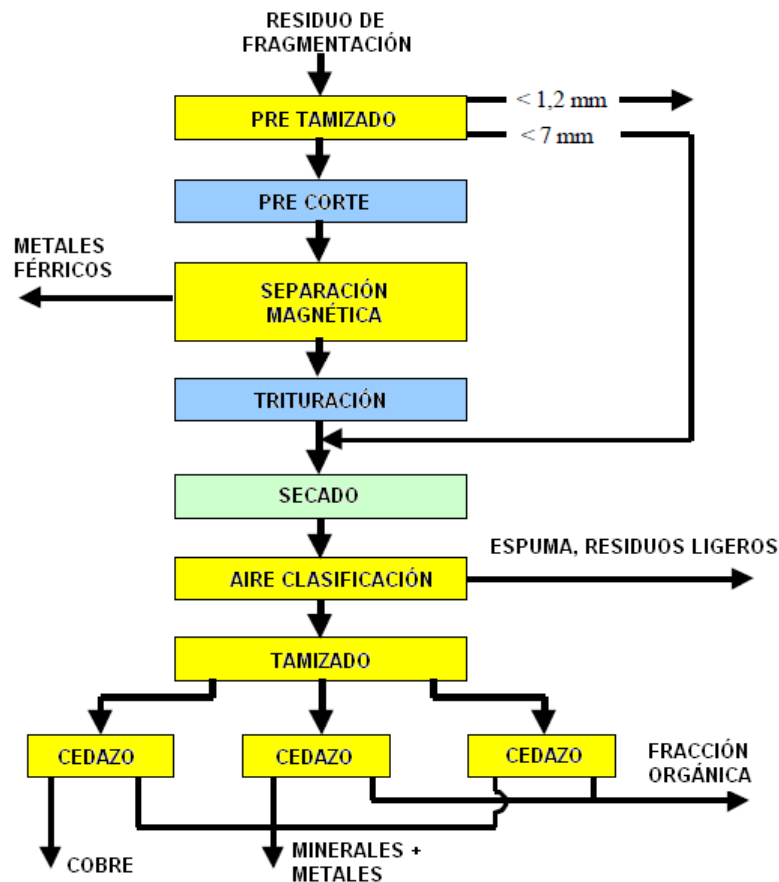 RESIDUO DE
FRAGMENTACIÓN
PRE TAMIZADO
< 1,2 mm
< 7 mm
PRE CORTE
METALES
FÉRRICOS
SEPARACIÓN
MAGNÉTICA
TRITURACIÓN
SECADO
ESPUMA, RESIDUOS LIGEROS
AIRE CLASIFICACIÓN
TAMIZADO
CEDAZO
CEDAZO
CEDAZO
FRACCIÓN
ORGÁNICA
COBRE
MINERALES +
METALES